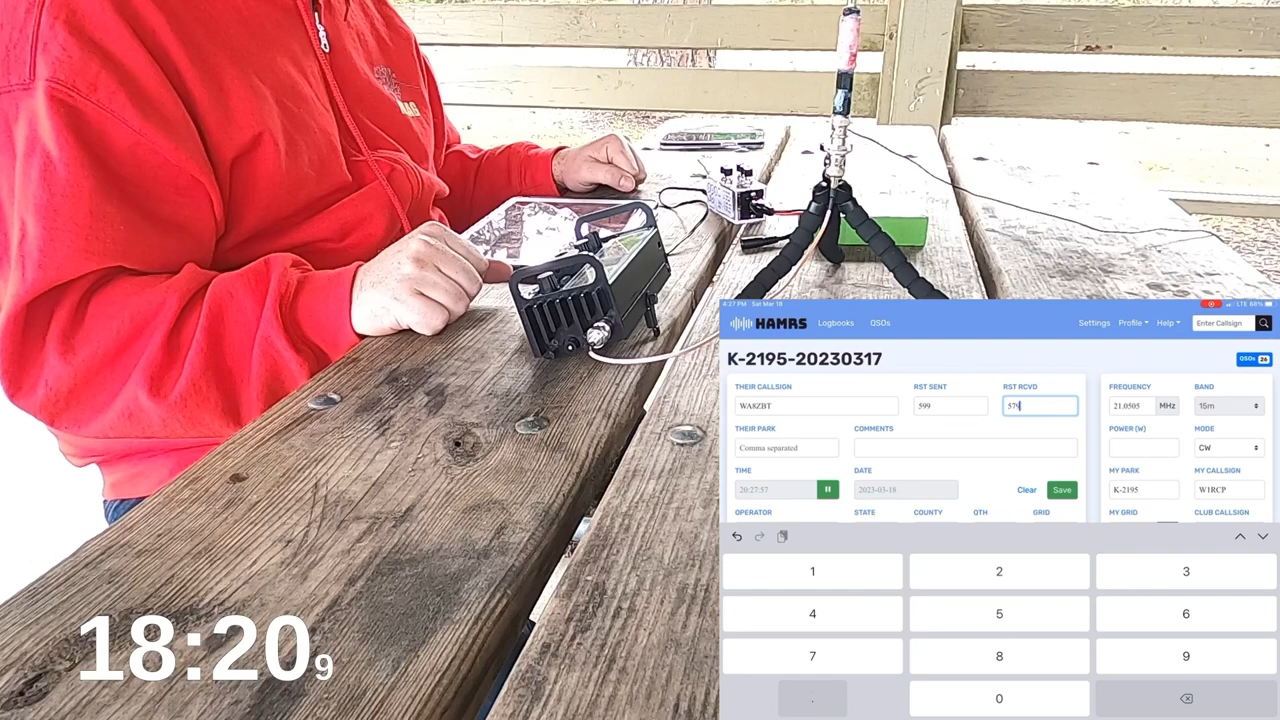 4:27 PM Sat Mar 18
LTE 68%
HAMRS Logbooks QSOs Settings Profile Help Enter Callsign
K-2195-20230317
QSOs 26
THEIR CALLSIGN RST SENT RST RCVD FREQUENCY BAND
WA8ZBT 599 579 21.0505 MHz 15m
THEIR PARK COMMENTS POWER (W) MODE
Comma separated CW
TIME DATE MY PARK MY CALLSIGN
20:27:57 2023-03-18 Clear Save K-2195 W1RCP
OPERATOR STATE COUNTY QTH GRID MY GRID CLUB CALLSIGN
1 2 3
4 5 6
7 8 9
. 0
18:20 9